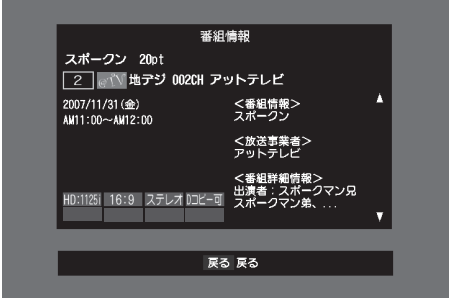 番組情報
スポークン 20pt
2 eTV 地デジ 002CH アットテレビ
2007/11/31(金)
AM11:00～AM12:00
<番組情報>
スポークン
<放送事業者>
アットテレビ
<番組詳細情報>
出演者：スポークマン兄
スポークマン弟、...
HD:1125i 16:9 ステレオ Dコピー可
戻る 戻る